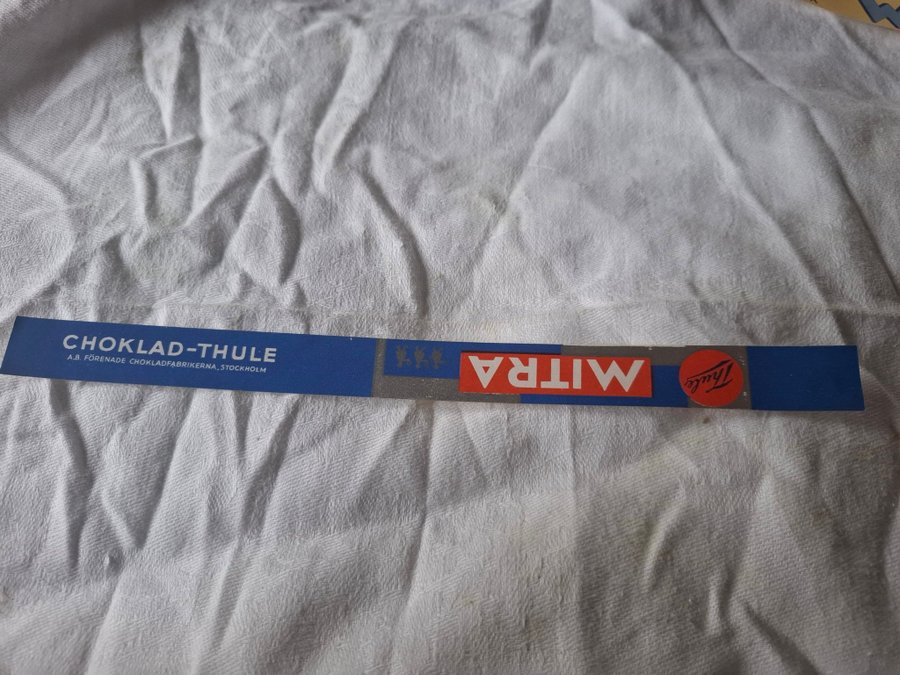 CHOKLAD-THULE
A.B. FÖRENADE CHOKLADFABRIKERNA, STOCKHOLM
MITRA
Thule